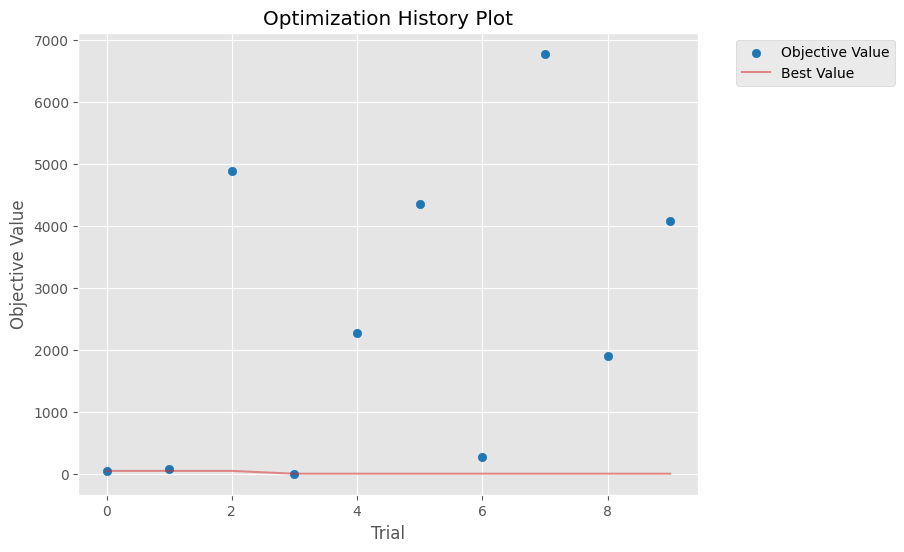 Optimization History Plot
Objective Value
Best Value
Objective Value
7000
6000
5000
4000
3000
2000
1000
0
0 2 4 6 8
Trial